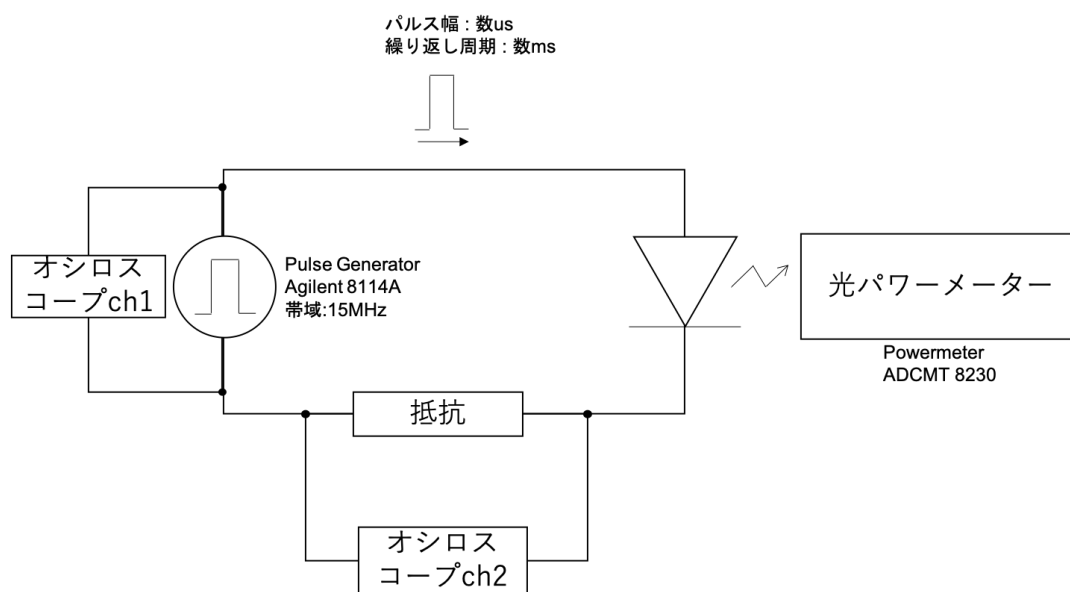 パルス幅 : 数us
繰り返し周期 : 数ms
オシロス
コープch1
Pulse Generator
Agilent 8114A
帯域:15MHz
光パワーメーター
Powermeter
ADCMT 8230
抵抗
オシロス
コープch2